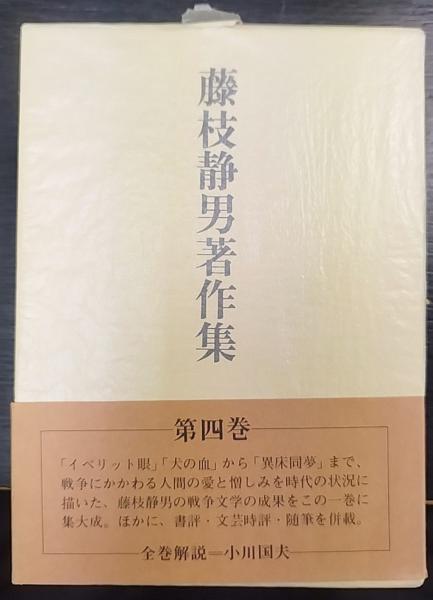 藤枝静男著作集
第四巻
「イペリット眼」「犬の血」から「異床同夢」まで、
戦争にかかわる人間の愛と憎しみを時代の状況に
描いた、藤枝静男の戦争文学の成果をこの一巻に
集大成。ほかに、書評・文芸時評・随筆を併載。
全巻解説＝小川国夫